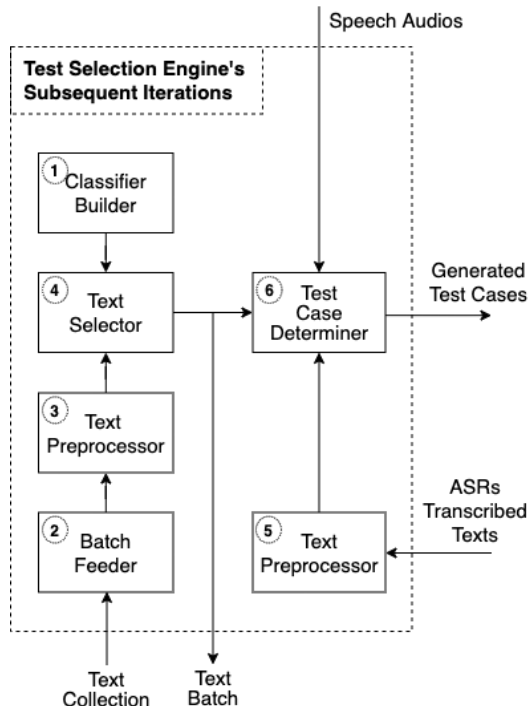 Speech Audios
Test Selection Engine's
Subsequent Iterations
1
Classifier
Builder
4
Text
Selector
6
Test
Case
Determiner
Generated
Test Cases
3
Text
Preprocessor
2
Batch
Feeder
5
Text
Preprocessor
ASRs
Transcribed
Texts
Text
Collection
Text
Batch